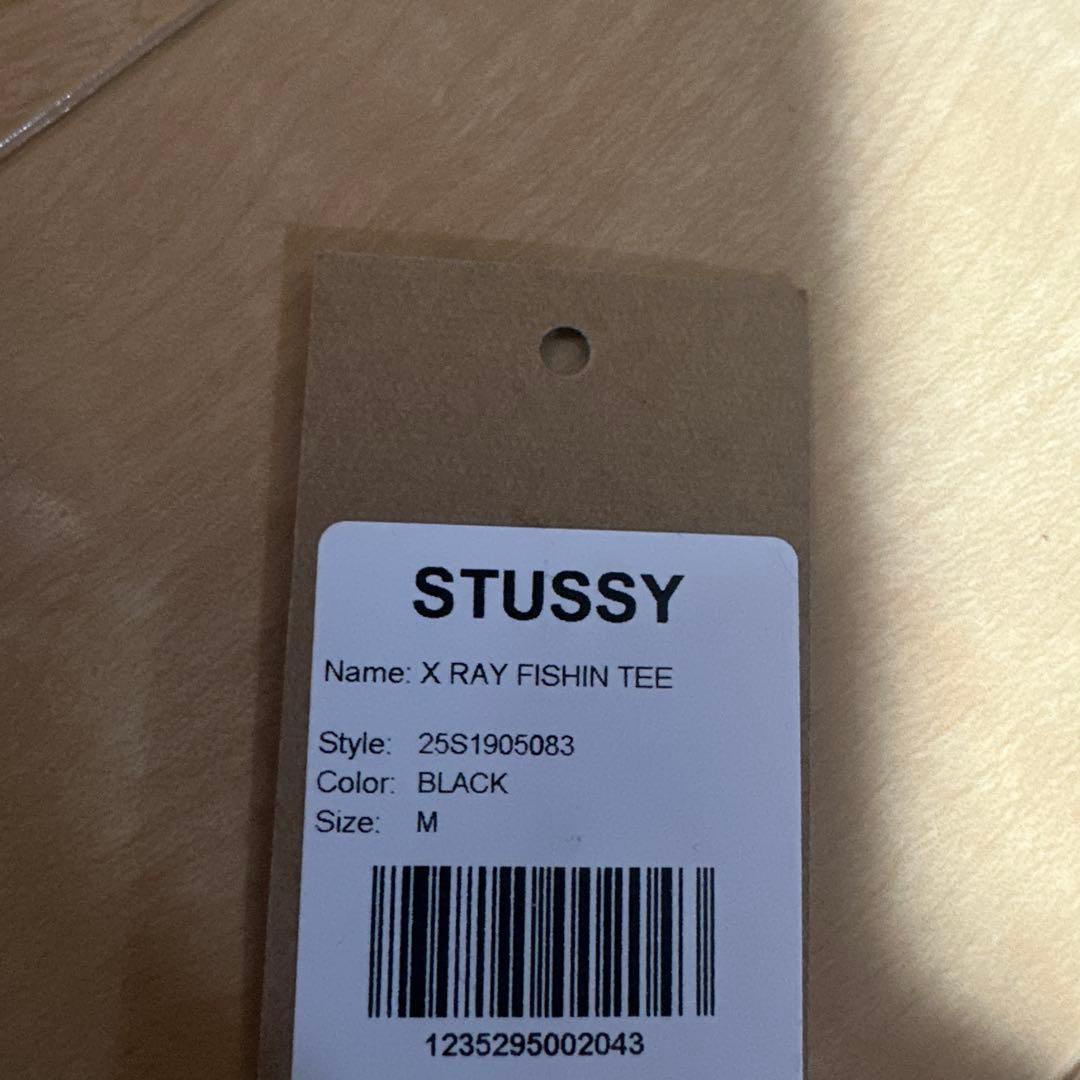 STUSSY
Name: X RAY FISHIN TEE
Style: 25S1905083
Color: BLACK
Size: M
1235295002043